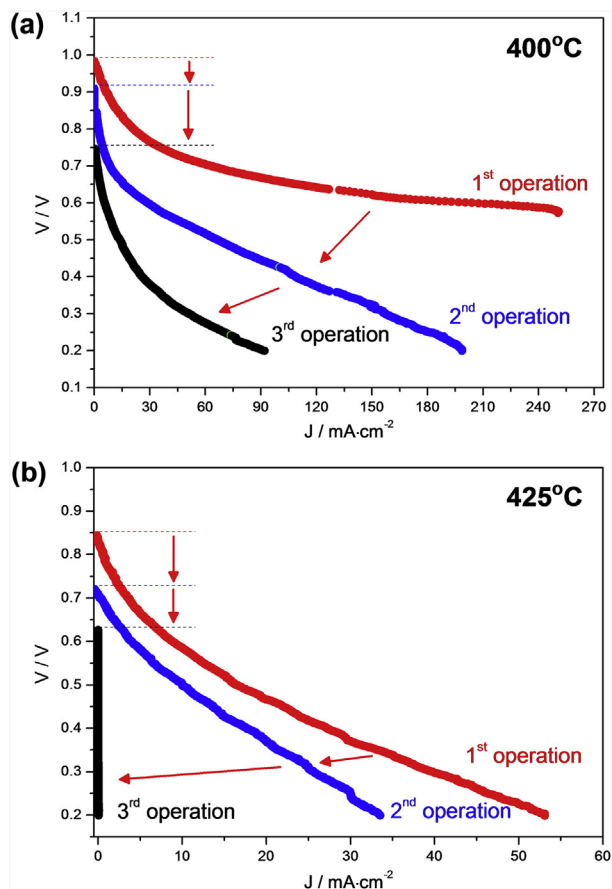 (a)
400°C
1.1
1.0
0.9
0.8
0.7
0.6
0.5
0.4
0.3
0.2
0.1
V / V
1st operation
2nd operation
3rd operation
0 30 60 90 120 150 180 210 240 270
J / mA·cm-2
(b)
425°C
1.0
0.9
0.8
0.7
0.6
0.5
0.4
0.3
0.2
V / V
1st operation
3rd operation
2nd operation
0 10 20 30 40 50 60
J / mA·cm-2